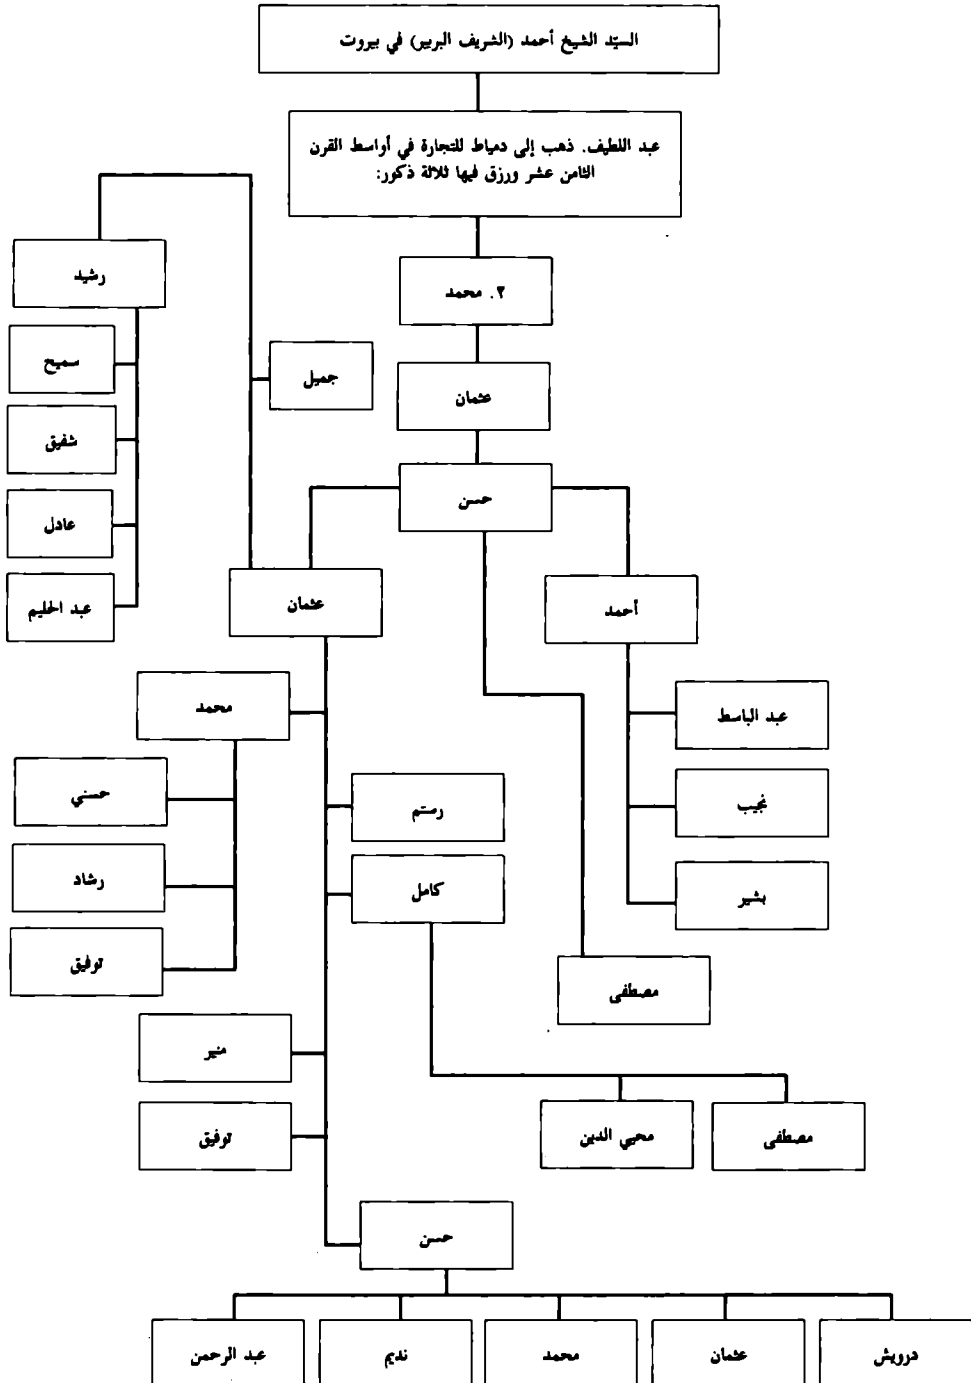 السيّد الشيخ أحمد (الشريف البربير) في بيروت
عبد اللطيف. ذهب إلى دمياط للتجارة في أواسط القرن
الثامن عشر ورزق فيها ثلاثة ذكور:
رشيد
٢. محمد
سميح
جميل
عثمان
شفيق
حسن
عادل
عثمان
أحمد
عبد الحليم
محمد
عبد الباسط
حسني
رستم
نجيب
رشاد
كامل
بشير
توفيق
مصطفى
منير
توفيق
محيي الدين
مصطفى
حسن
درويش
عثمان
محمد
نديم
عبد الرحمن